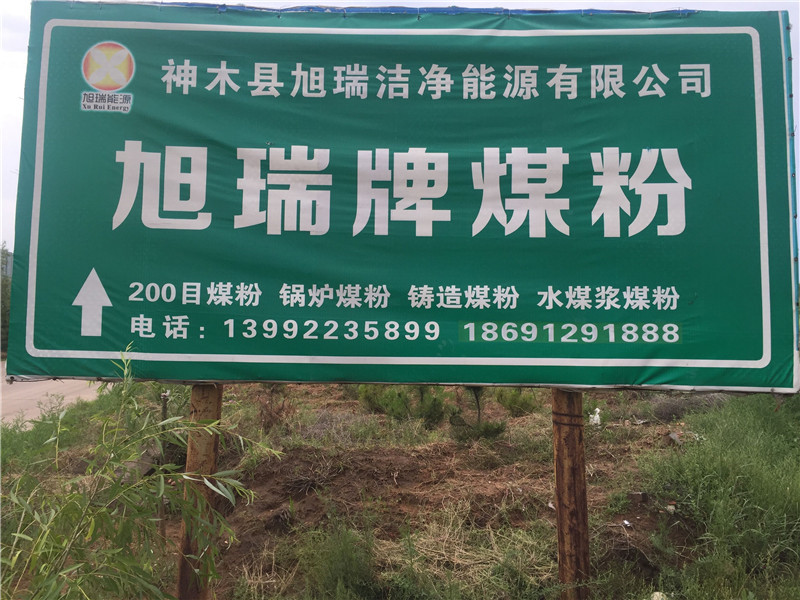 神木县旭瑞洁净能源有限公司
旭瑞能源
Xu Rui Energy
旭瑞牌煤粉
200目煤粉 锅炉煤粉 铸造煤粉 水煤浆煤粉
电话：13992235899 18691291888